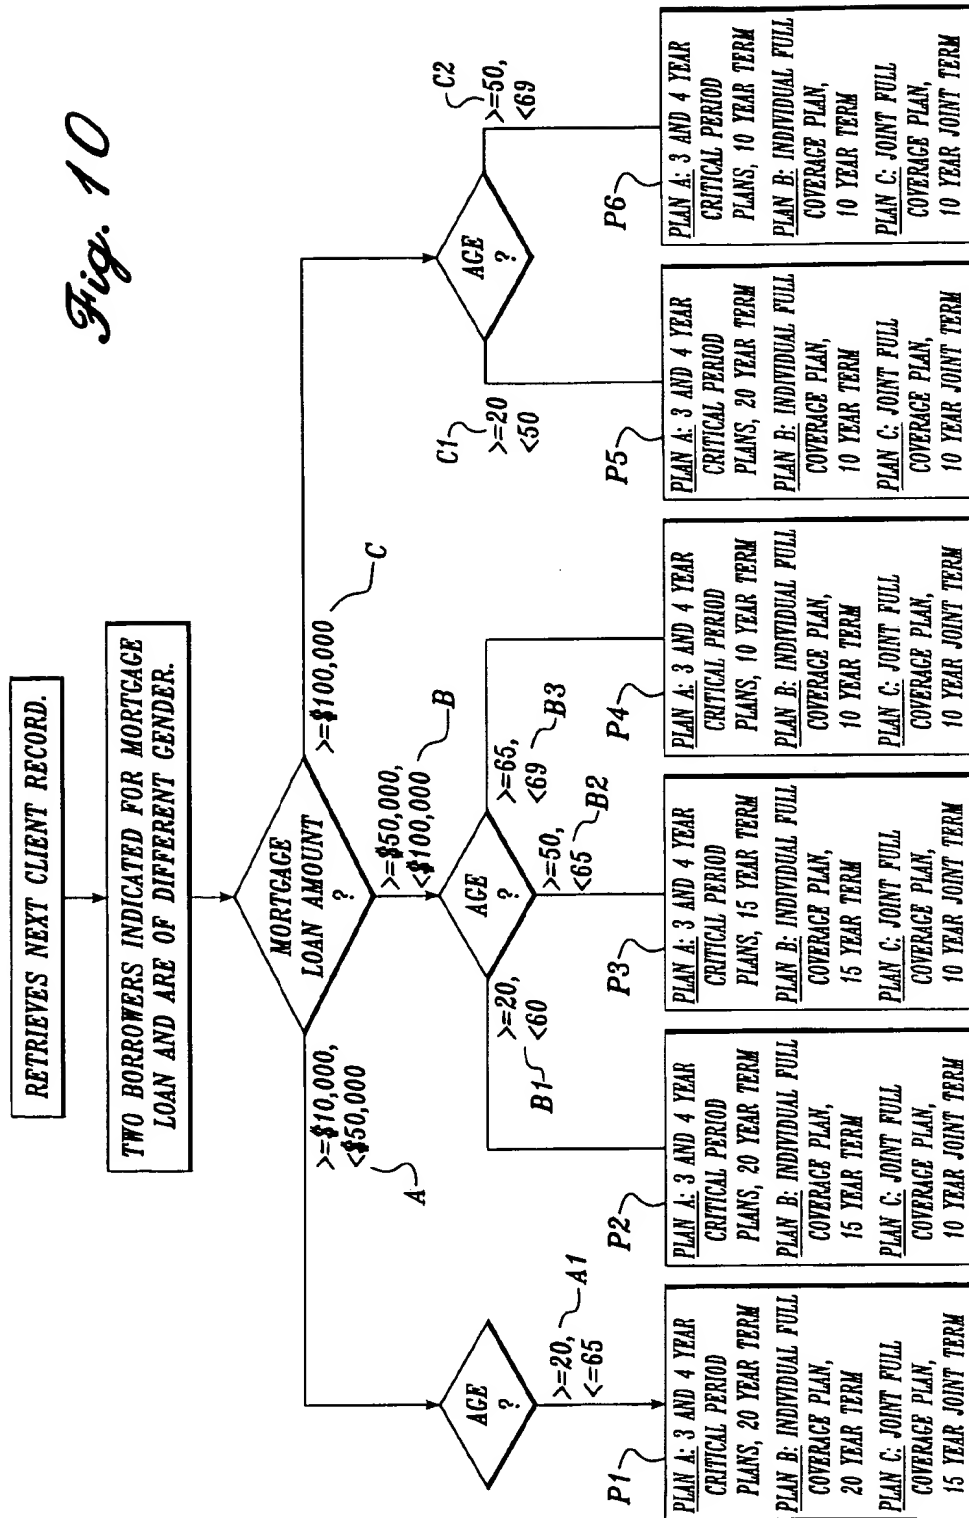 Fig. 10
RETRIEVES NEXT CLIENT RECORD.
TWO BORROWERS INDICATED FOR MORTGAGE
LOAN AND ARE OF DIFFERENT GENDER.
MORTGAGE
LOAN AMOUNT
?
>=$10,000,
<$50,000
A
>=$50,000,
<$100,000
B
>=$100,000
C
AGE
?
>=20,
<=65
A1
AGE
?
>=20,
<60
B1
>=50,
<65
B2
>=65,
<69
B3
AGE
?
C1
>=20
<50
C2
>=50,
<69
P1
PLAN A: 3 AND 4 YEAR
CRITICAL PERIOD
PLANS, 20 YEAR TERM
PLAN B: INDIVIDUAL FULL
COVERAGE PLAN,
20 YEAR TERM
PLAN C: JOINT FULL
COVERAGE PLAN,
15 YEAR JOINT TERM
P2
PLAN A: 3 AND 4 YEAR
CRITICAL PERIOD
PLANS, 20 YEAR TERM
PLAN B: INDIVIDUAL FULL
COVERAGE PLAN,
15 YEAR TERM
PLAN C: JOINT FULL
COVERAGE PLAN,
10 YEAR JOINT TERM
P3
PLAN A: 3 AND 4 YEAR
CRITICAL PERIOD
PLANS, 15 YEAR TERM
PLAN B: INDIVIDUAL FULL
COVERAGE PLAN,
15 YEAR TERM
PLAN C: JOINT FULL
COVERAGE PLAN,
10 YEAR JOINT TERM
P4
PLAN A: 3 AND 4 YEAR
CRITICAL PERIOD
PLANS, 10 YEAR TERM
PLAN B: INDIVIDUAL FULL
COVERAGE PLAN,
10 YEAR TERM
PLAN C: JOINT FULL
COVERAGE PLAN,
10 YEAR JOINT TERM
P5
PLAN A: 3 AND 4 YEAR
CRITICAL PERIOD
PLANS, 20 YEAR TERM
PLAN B: INDIVIDUAL FULL
COVERAGE PLAN,
10 YEAR TERM
PLAN C: JOINT FULL
COVERAGE PLAN,
10 YEAR JOINT TERM
P6
PLAN A: 3 AND 4 YEAR
CRITICAL PERIOD
PLANS, 10 YEAR TERM
PLAN B: INDIVIDUAL FULL
COVERAGE PLAN,
10 YEAR TERM
PLAN C: JOINT FULL
COVERAGE PLAN,
10 YEAR JOINT TERM